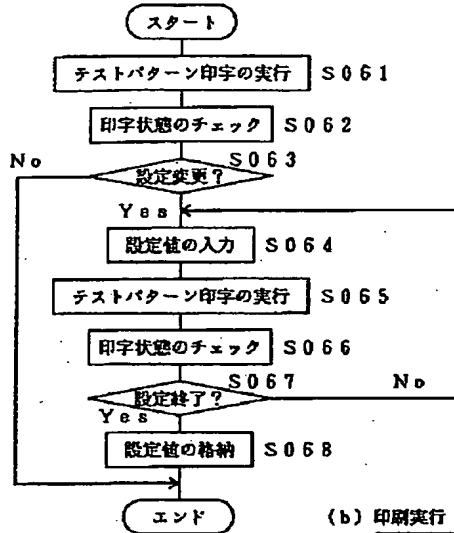 スタート
テストパターン印字の実行 S061
印字状態のチェック S062
No 設定変更? S063
Yes
設定値の入力 S064
テストパターン印字の実行 S065
印字状態のチェック S066
設定終了? S067
No
Yes
設定値の格納 S068
エンド
(b) 印刷実行